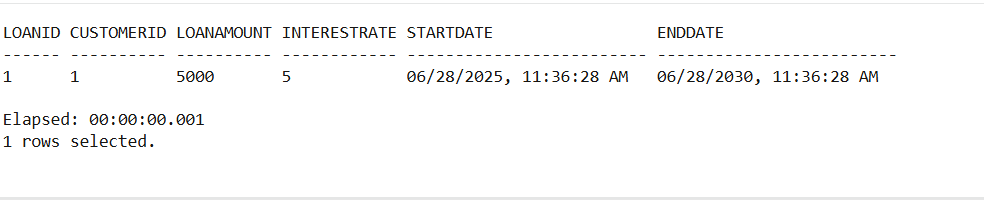 LOANID CUSTOMERID LOANAMOUNT INTERESTRATE STARTDATE ENDDATE
------ ---------- ---------- ------------ ------------------------ ------------------------
1 1 5000 5 06/28/2025, 11:36:28 AM 06/28/2030, 11:36:28 AM
Elapsed: 00:00:00.001
1 rows selected.